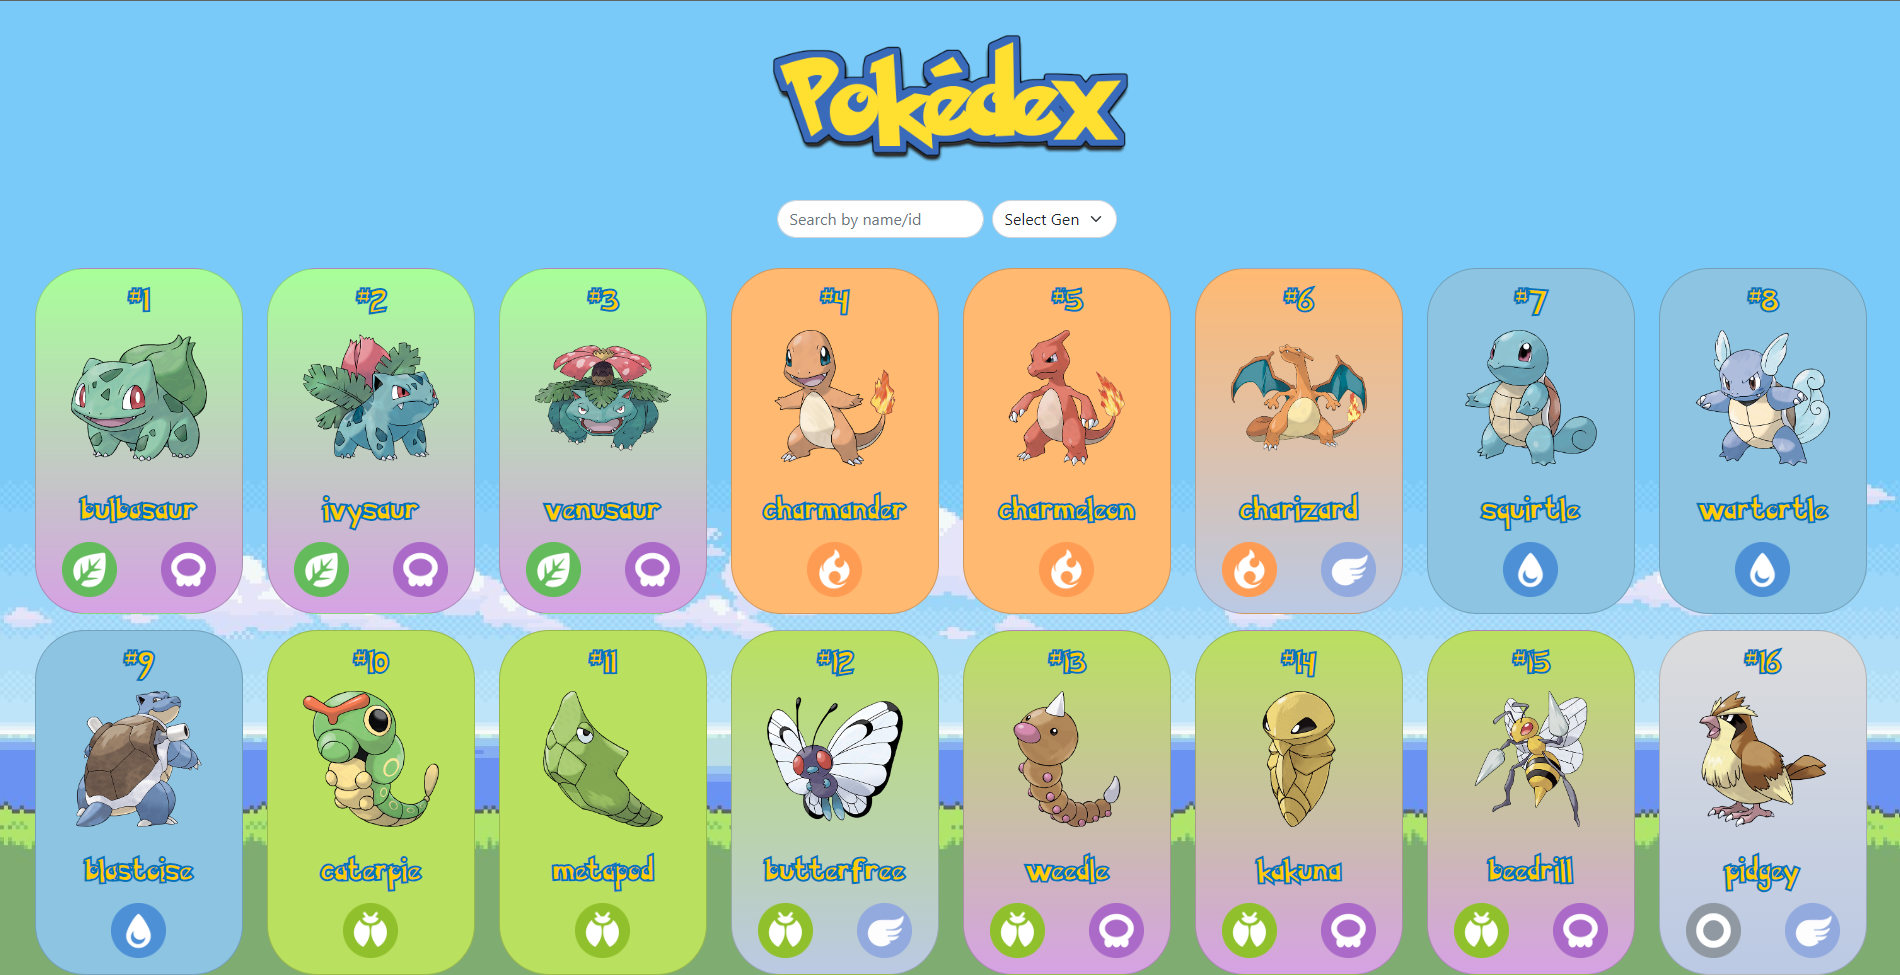 Pokédex
Search by name/id
Select Gen
#1
#2
#3
#4
#5
#6
#7
#8
bulbasaur
ivysaur
venusaur
charmander
charmeleon
charizard
squirtle
wartortle
#9
#10
#11
#12
#13
#14
#15
#16
blastoise
caterpie
metapod
butterfree
weedle
kakuna
beedrill
pidgey